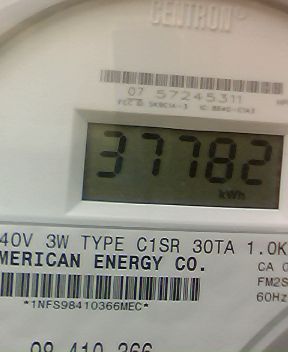 CENTRON®
07 57245311
37782
kWh
40V 3W TYPE C1SR 30TA 1.0K
MERICAN ENERGY CO.
CA 0
FM2S
*1NFS98410366MEC*
60Hz
98 410 366